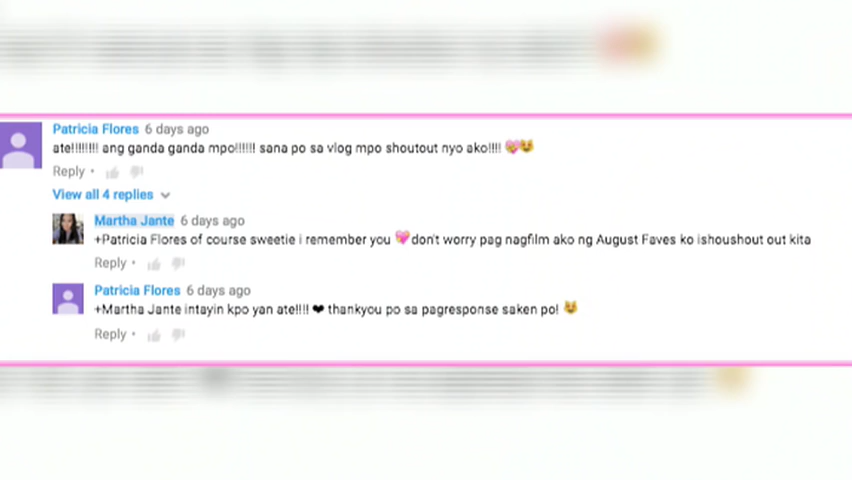 Patricia Flores 6 days ago
ate!!!!!!!!! ang ganda ganda mpo!!!!!! sana po sa vlog mpo shoutout nyo ako!!!! 💝😻
Reply •
View all 4 replies
Martha Jante 6 days ago
+Patricia Flores of course sweetie i remember you 💝don't worry pag nagfilm ako ng August Faves ko ishoushout out kita
Reply •
Patricia Flores 6 days ago
+Martha Jante intayin kpo yan ate!!!! ❤ thankyou po sa pagresponse saken po! 😻
Reply •